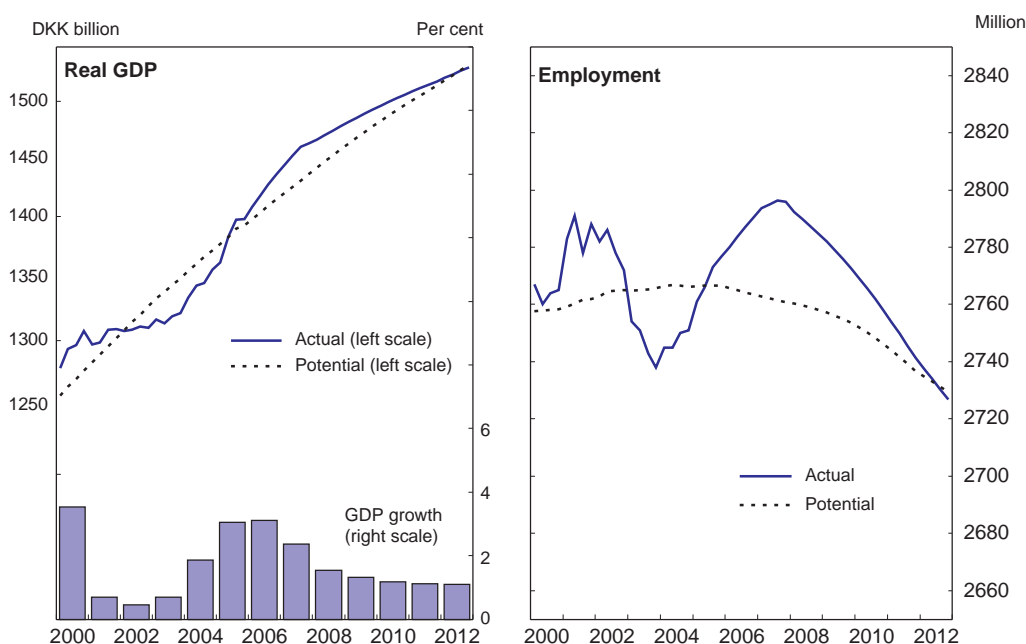 DKK billion
Per cent
Real GDP
1500
1450
1400
1350
1300
1250
Actual (left scale)
Potential (left scale)
6
4
2
0
GDP growth
(right scale)
2000 2002 2004 2006 2008 2010 2012
Million
Employment
2840
2820
2800
2780
2760
2740
2720
2700
2680
2660
Actual
Potential
2000 2002 2004 2006 2008 2010 2012